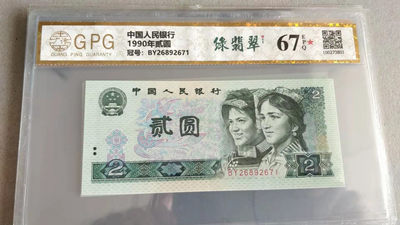 GPG
GUANG PING GUARANTY
中国人民银行
1990年贰圆
冠号: BY26892671
绿翡翠
67 EPQ ★
中国人民银行
贰圆
2
2
2
BY26892671